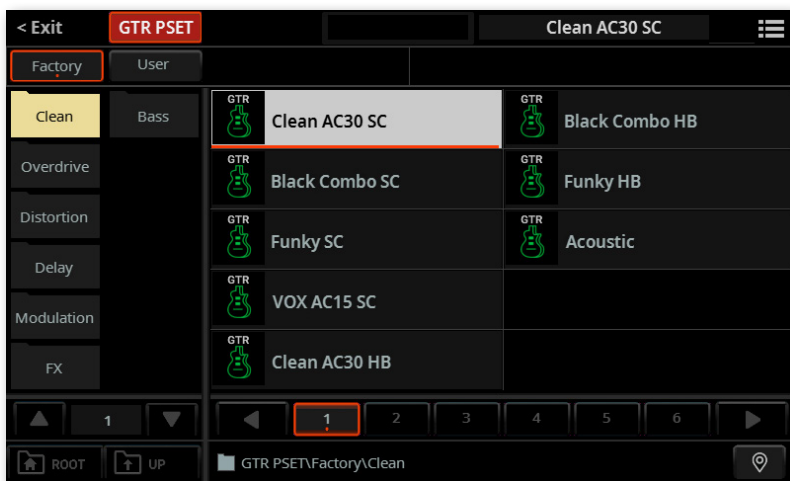 < Exit GTR PSET Clean AC30 SC
Factory User
Clean Bass
Overdrive
Distortion
Delay
Modulation
FX
GTR Clean AC30 SC GTR Black Combo HB
GTR Black Combo SC GTR Funky HB
GTR Funky SC GTR Acoustic
GTR VOX AC15 SC
GTR Clean AC30 HB
1 1 2 3 4 5 6
ROOT UP GTR PSET\Factory\Clean